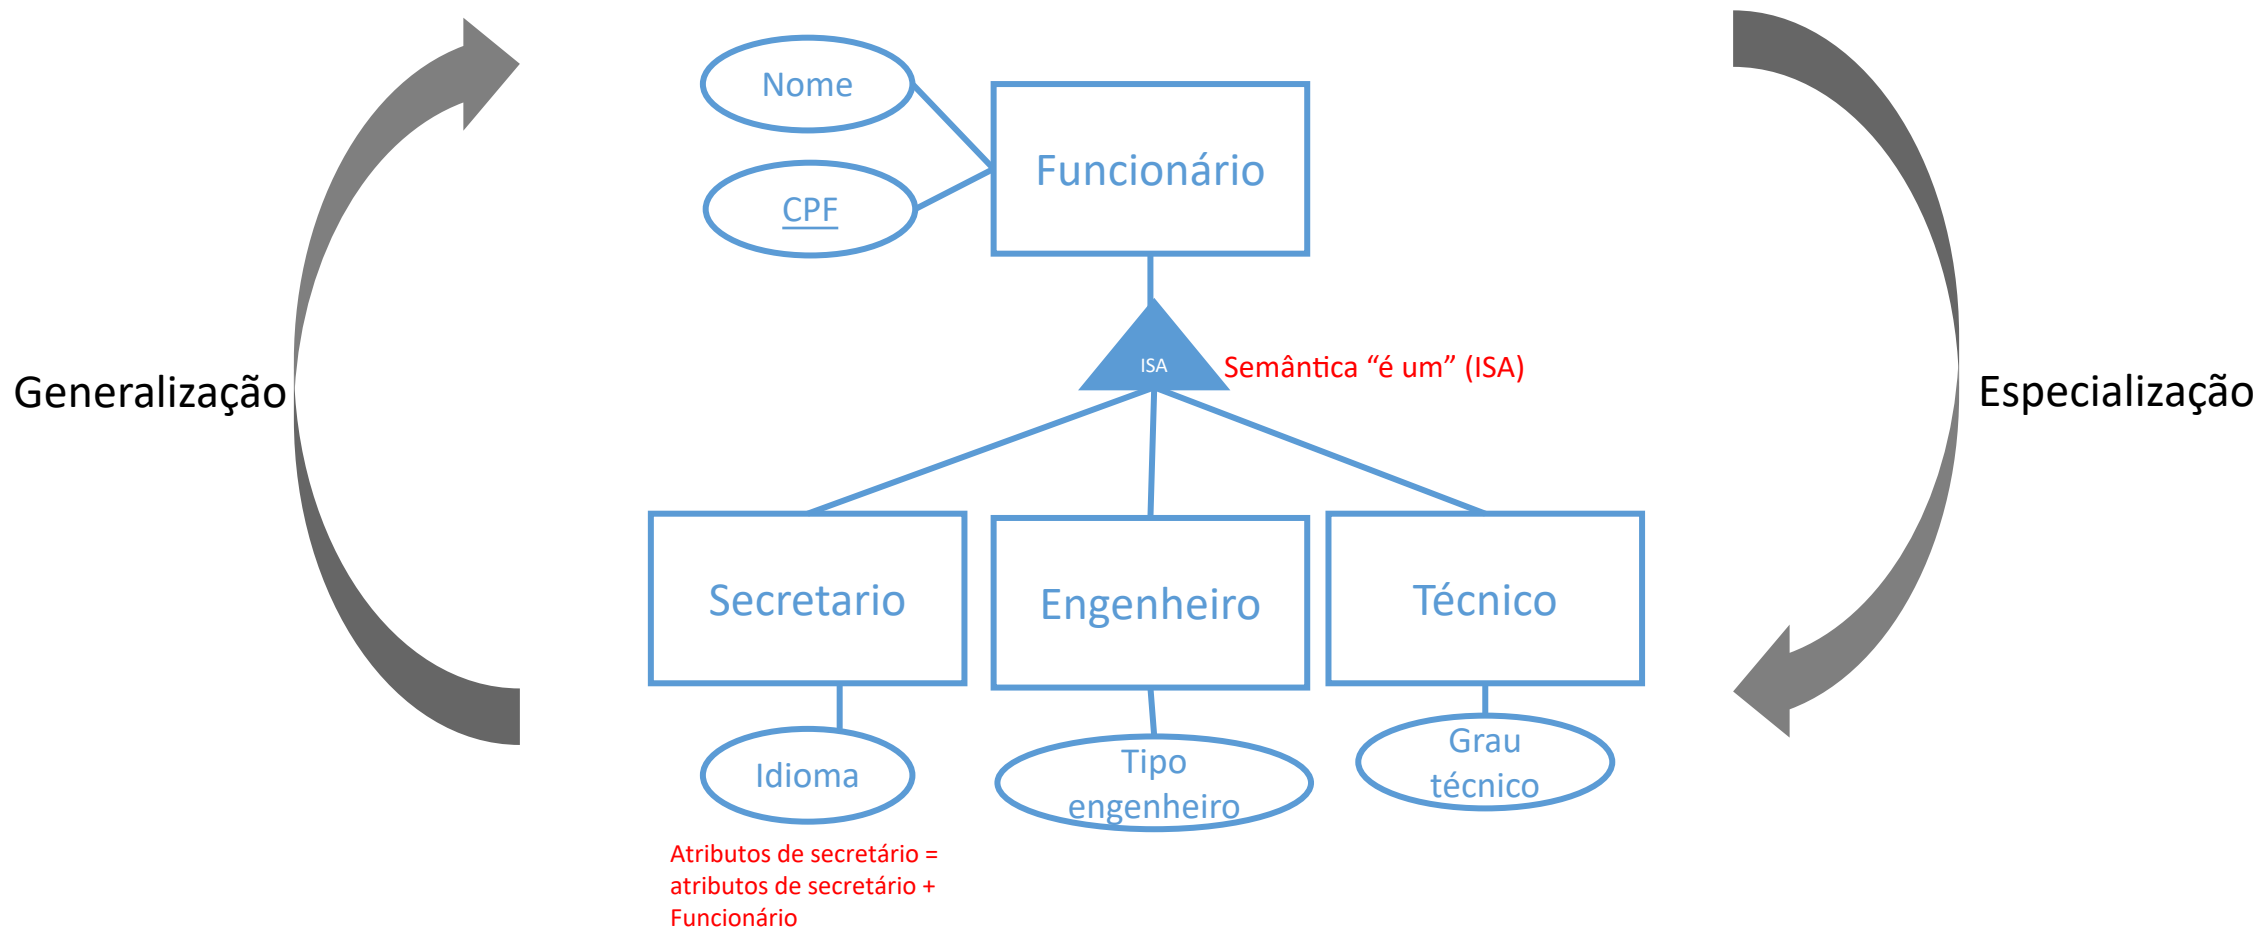 Nome
CPF
Funcionário
ISA
Semântica “é um” (ISA)
Generalização
Especialização
Secretario
Engenheiro
Técnico
Idioma
Tipo
engenheiro
Grau
técnico
Atributos de secretário =
atributos de secretário +
Funcionário